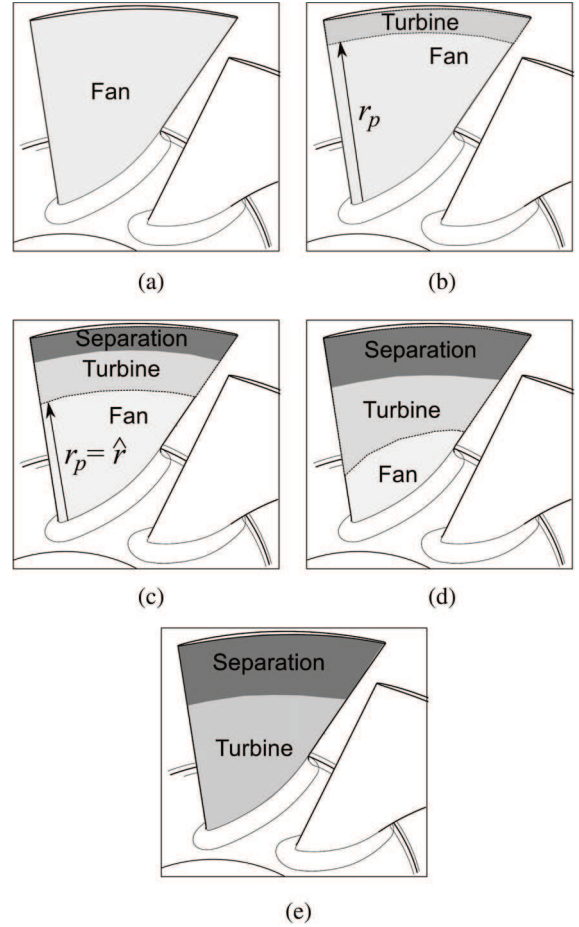 Fan
(a)
Turbine
Fan
r_p
(b)
Separation
Turbine
Fan
r_p = r̂
(c)
Separation
Turbine
Fan
(d)
Separation
Turbine
(e)